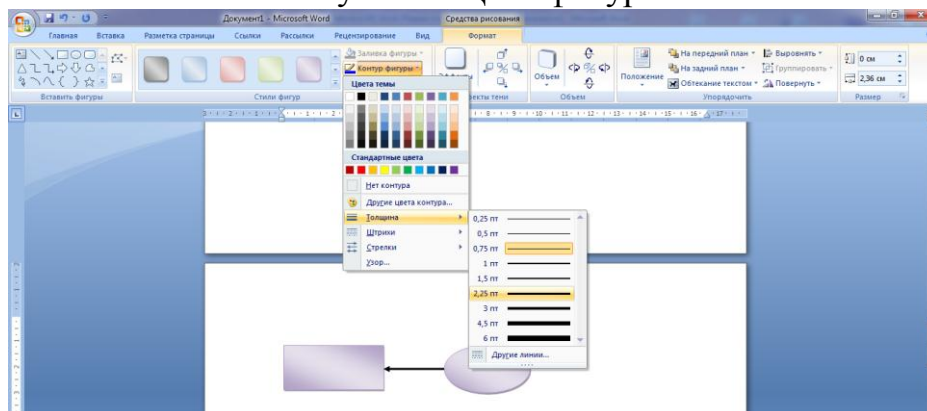 Документ1 - Microsoft Word
Средства рисования
Главная Вставка Разметка страницы Ссылки Рассылки Рецензирование Вид Формат
Заливка фигуры
Контур фигуры
Объем
Положение
На передний план
На задний план
Обтекание текстом
Выровнять
Группировать
Повернуть
0 см
2,36 см
Вставить фигуры
Стили фигур
Объем
Упорядочить
Размер
Цвета темы
Стандартные цвета
Нет контура
Другие цвета контура...
Толщина
Штрихи
Стрелки
Узор...
0,25 пт
0,5 пт
0,75 пт
1 пт
1,5 пт
2,25 пт
3 пт
4,5 пт
6 пт
Другие линии...